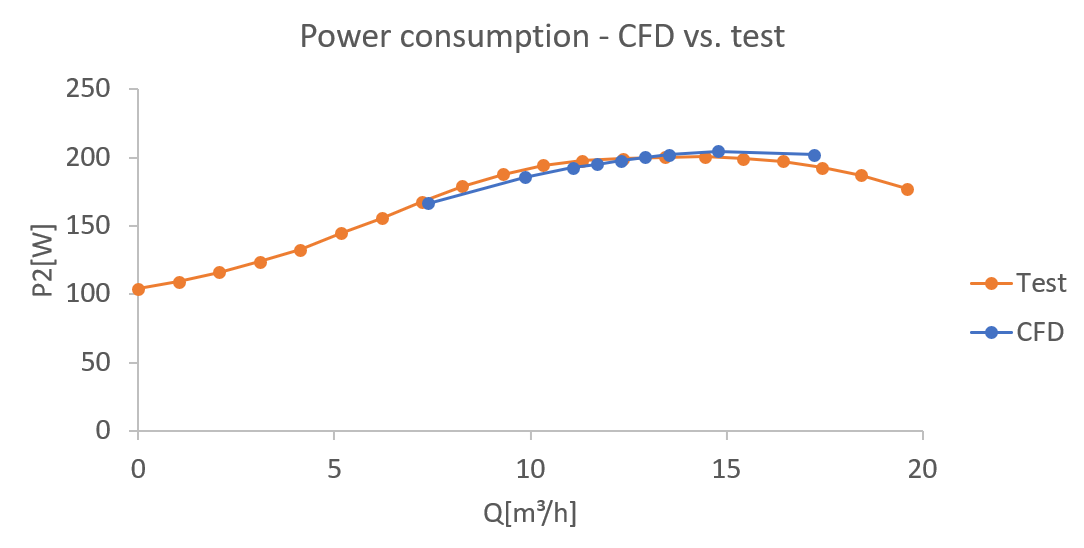 Power consumption - CFD vs. test
250
200
150
100
50
0
P2[W]
0 5 10 15 20
Q[m³/h]
Test
CFD